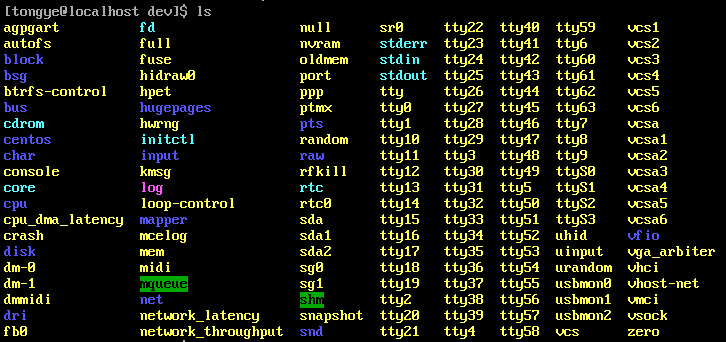 [tongye@localhost dev]$ ls
agpgart fd null sr0 tty22 tty40 tty59 vcs1
autofs full nvram stderr tty23 tty41 tty6 vcs2
block fuse oldmem stdin tty24 tty42 tty60 vcs3
bsg hidraw0 port stdout tty25 tty43 tty61 vcs4
btrfs-control hpet ppp tty tty26 tty44 tty62 vcs5
bus hugepages ptmx tty0 tty27 tty45 tty63 vcs6
cdrom hwrng pts tty1 tty28 tty46 tty7 vcsa
centos initctl random tty10 tty29 tty47 tty8 vcsa1
char input raw tty11 tty3 tty48 tty9 vcsa2
console kmsg rfkill tty12 tty30 tty49 ttyS0 vcsa3
core log rtc tty13 tty31 tty5 ttyS1 vcsa4
cpu loop-control rtc0 tty14 tty32 tty50 ttyS2 vcsa5
cpu_dma_latency mapper sda tty15 tty33 tty51 ttyS3 vcsa6
crash mcelog sda1 tty16 tty34 tty52 uhid vfio
disk mem sda2 tty17 tty35 tty53 uinput vga_arbiter
dm-0 midi sg0 tty18 tty36 tty54 urandom vhci
dm-1 mqueue sg1 tty19 tty37 tty55 usbmon0 vhost-net
dmmidi net shm tty2 tty38 tty56 usbmon1 vmci
dri network_latency snapshot tty20 tty39 tty57 usbmon2 vsock
fb0 network_throughput snd tty21 tty4 tty58 vcs zero